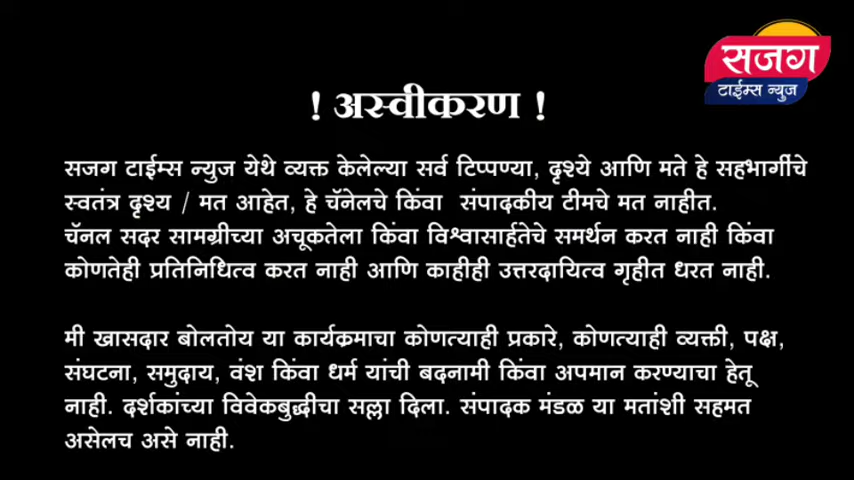 सजग
टाईम्स न्युज
! अस्वीकरण !
सजग टाईम्स न्युज येथे व्यक्त केलेल्या सर्व टिप्पण्या, दृश्ये आणि मते हे सहभागींचे
स्वतंत्र दृश्य / मत आहेत, हे चॅनेलचे किंवा संपादकीय टीमचे मत नाहीत.
चॅनल सदर सामग्रीच्या अचूकतेला किंवा विश्वासार्हतेचे समर्थन करत नाही किंवा
कोणतेही प्रतिनिधित्व करत नाही आणि काहीही उत्तरदायित्व गृहीत धरत नाही.
मी खासदार बोलतोय या कार्यक्रमाचा कोणत्याही प्रकारे, कोणत्याही व्यक्ती, पक्ष,
संघटना, समुदाय, वंश किंवा धर्म यांची बदनामी किंवा अपमान करण्याचा हेतू
नाही. दर्शकांच्या विवेकबुद्धीचा सल्ला दिला. संपादक मंडळ या मतांशी सहमत
असेलच असे नाही.